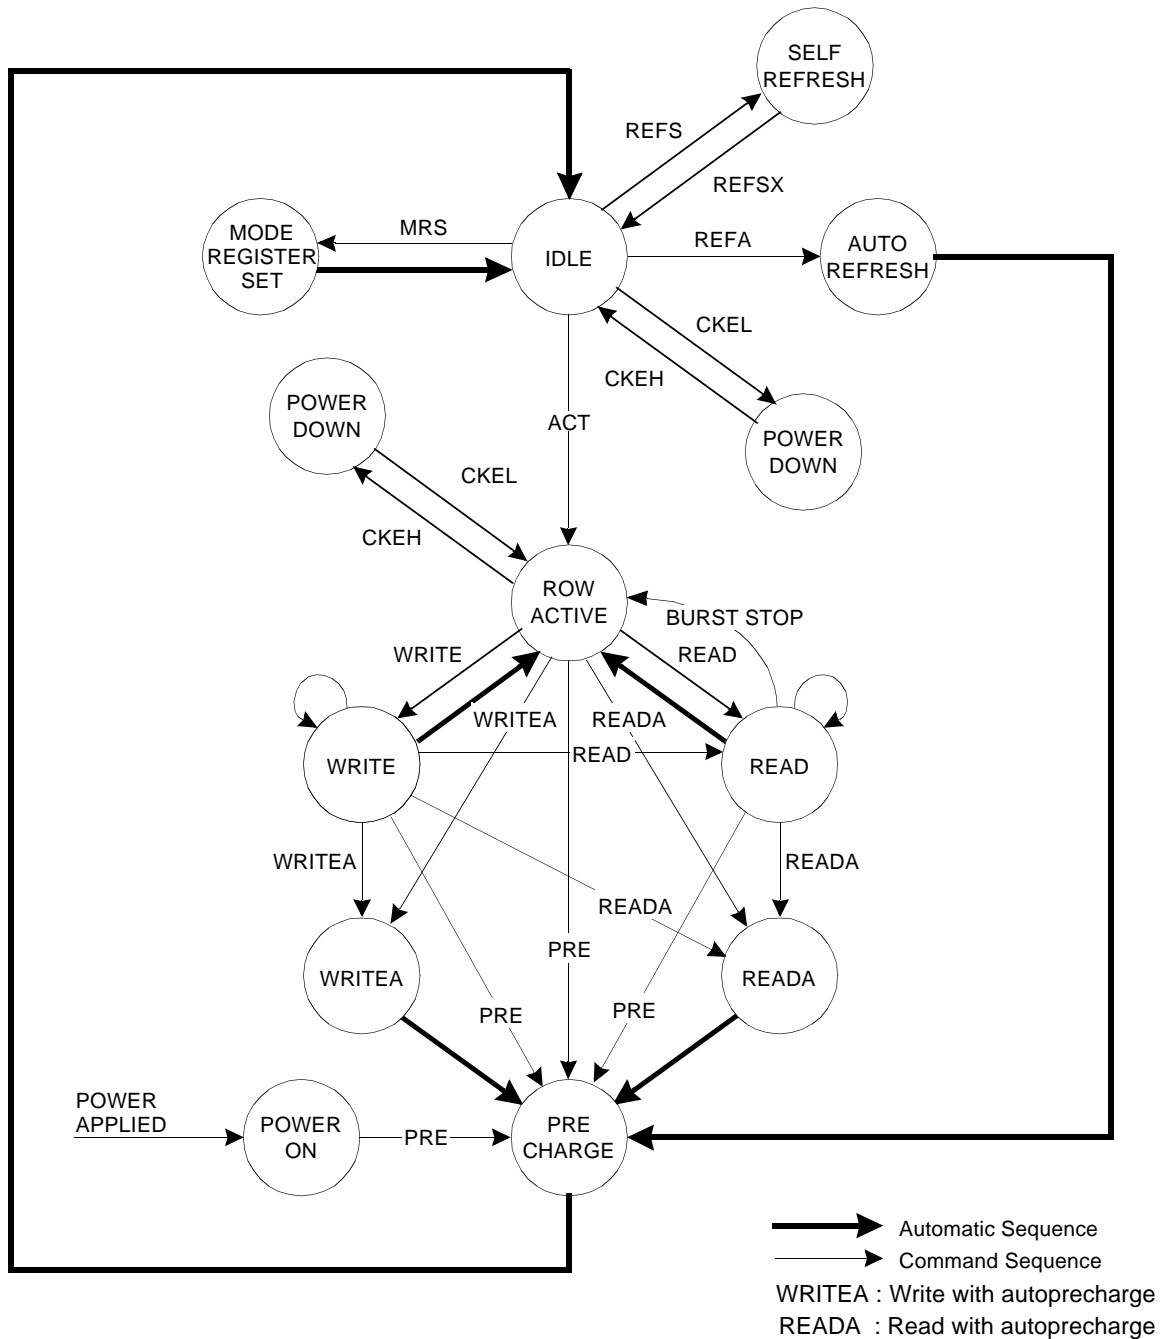 SELF
REFRESH
REFS
REFSX
MODE
REGISTER
SET
MRS
IDLE
REFA
AUTO
REFRESH
CKEL
CKEH
POWER
DOWN
ACT
POWER
DOWN
CKEL
CKEH
ROW
ACTIVE
BURST STOP
WRITE
READ
WRITEA
READA
WRITE
READ
READ
WRITEA
READA
READA
PRE
WRITEA
READA
PRE
PRE
POWER
APPLIED
POWER
ON
PRE
PRE
CHARGE
Automatic Sequence
Command Sequence
WRITEA : Write with autoprecharge
READA : Read with autoprecharge